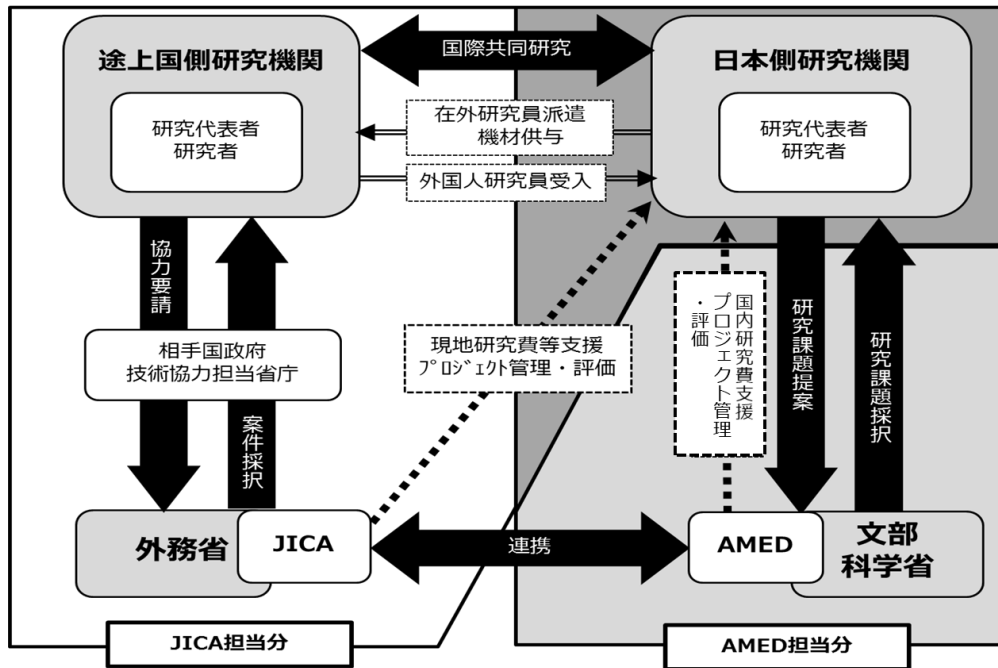 途上国側研究機関
研究代表者
研究者
国際共同研究
日本側研究機関
研究代表者
研究者
在外研究員派遣
機材供与
外国人研究員受入
協力要請
相手国政府
技術協力担当省庁
案件採択
現地研究費等支援
ﾌﾟﾛｼﾞｪｸﾄ管理・評価
国内研究費支援
プロジェクト管理
・評価
研究課題提案
研究課題採択
外務省
JICA
連携
AMED
文部
科学省
JICA担当分
AMED担当分